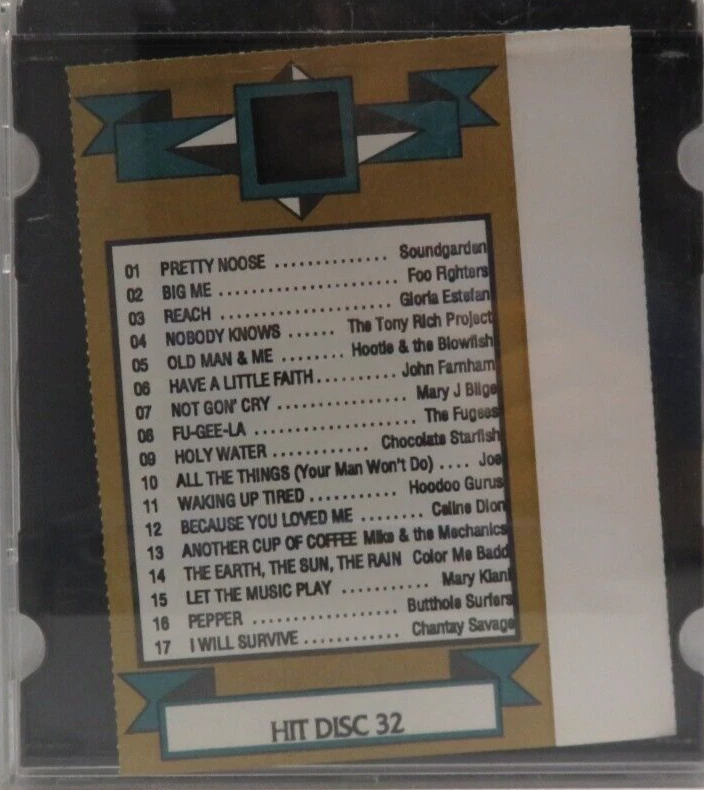 01 PRETTY NOOSE .............. Soundgarden
02 BIG ME ...................... Foo Fighters
03 REACH ..................... Gloria Estefan
04 NOBODY KNOWS ...... The Tony Rich Project
05 OLD MAN & ME ........ Hootie & the Blowfish
06 HAVE A LITTLE FAITH .......... John Farnham
07 NOT GON' CRY ................ Mary J Blige
08 FU-GEE-LA .................... The Fugees
09 HOLY WATER ............ Chocolate Starfish
10 ALL THE THINGS (Your Man Won't Do) .... Joe
11 WAKING UP TIRED ........... Hoodoo Gurus
12 BECAUSE YOU LOVED ME ........ Celine Dion
13 ANOTHER CUP OF COFFEE Mike & the Mechanics
14 THE EARTH, THE SUN, THE RAIN Color Me Badd
15 LET THE MUSIC PLAY ........... Mary Kiani
16 PEPPER .................. Butthole Surfers
17 I WILL SURVIVE ............ Chantay Savage
HIT DISC 32